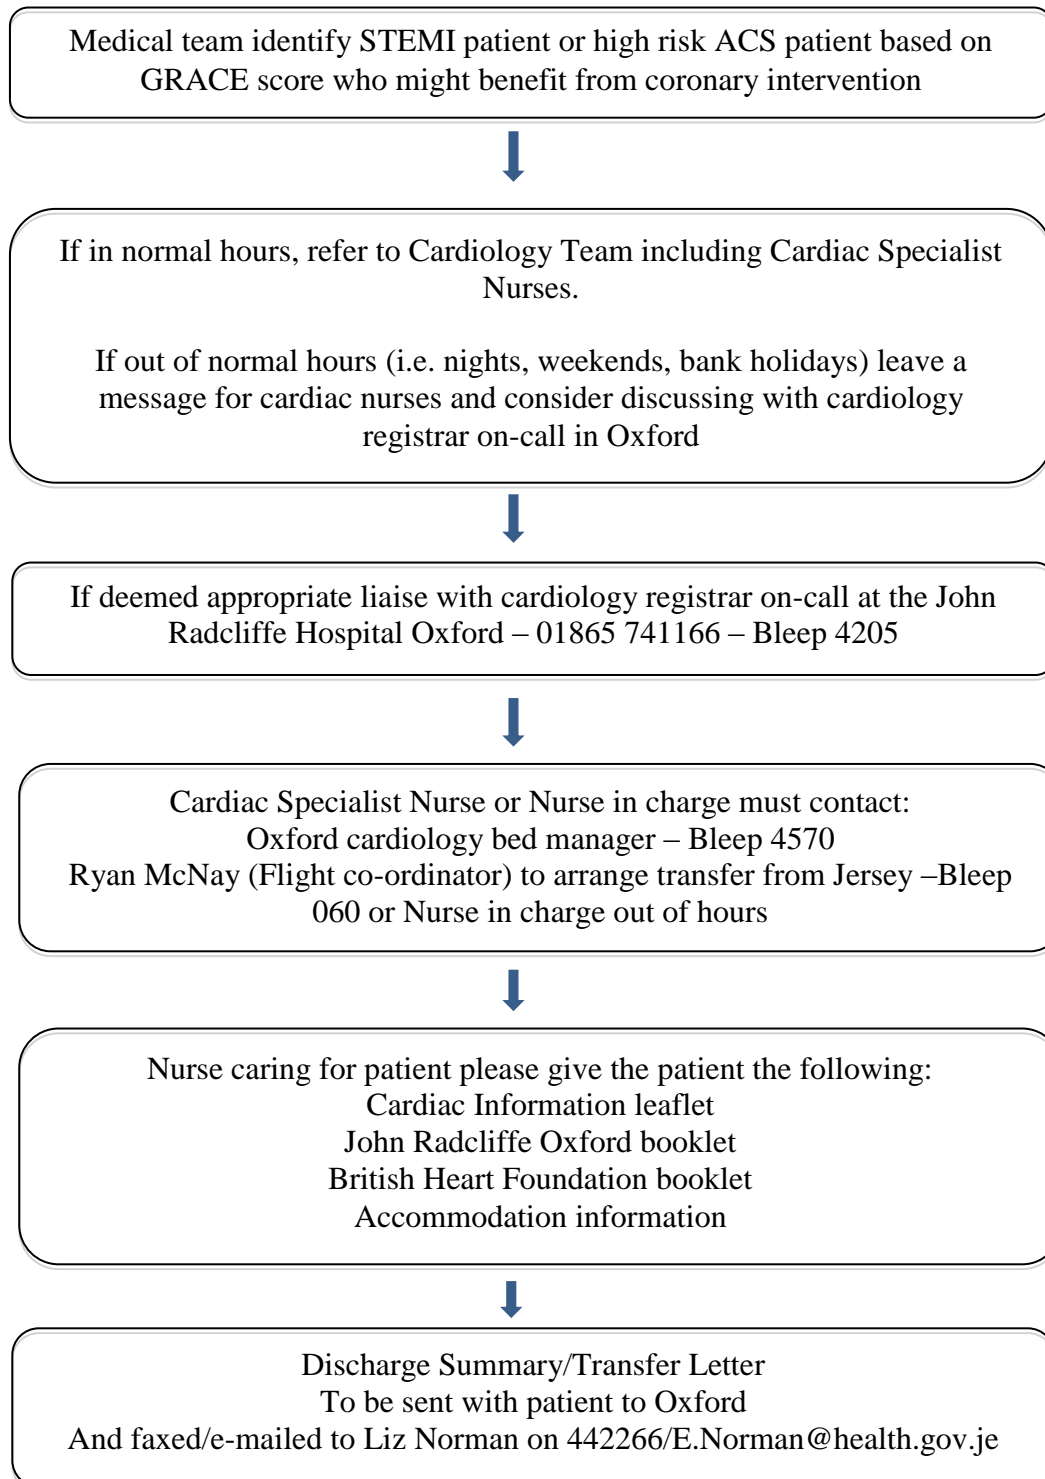 Medical team identify STEMI patient or high risk ACS patient based on
GRACE score who might benefit from coronary intervention
If in normal hours, refer to Cardiology Team including Cardiac Specialist
Nurses.
If out of normal hours (i.e. nights, weekends, bank holidays) leave a
message for cardiac nurses and consider discussing with cardiology
registrar on-call in Oxford
If deemed appropriate liaise with cardiology registrar on-call at the John
Radcliffe Hospital Oxford – 01865 741166 – Bleep 4205
Cardiac Specialist Nurse or Nurse in charge must contact:
Oxford cardiology bed manager – Bleep 4570
Ryan McNay (Flight co-ordinator) to arrange transfer from Jersey –Bleep
060 or Nurse in charge out of hours
Nurse caring for patient please give the patient the following:
Cardiac Information leaflet
John Radcliffe Oxford booklet
British Heart Foundation booklet
Accommodation information
Discharge Summary/Transfer Letter
To be sent with patient to Oxford
And faxed/e-mailed to Liz Norman on 442266/E.Norman@health.gov.je